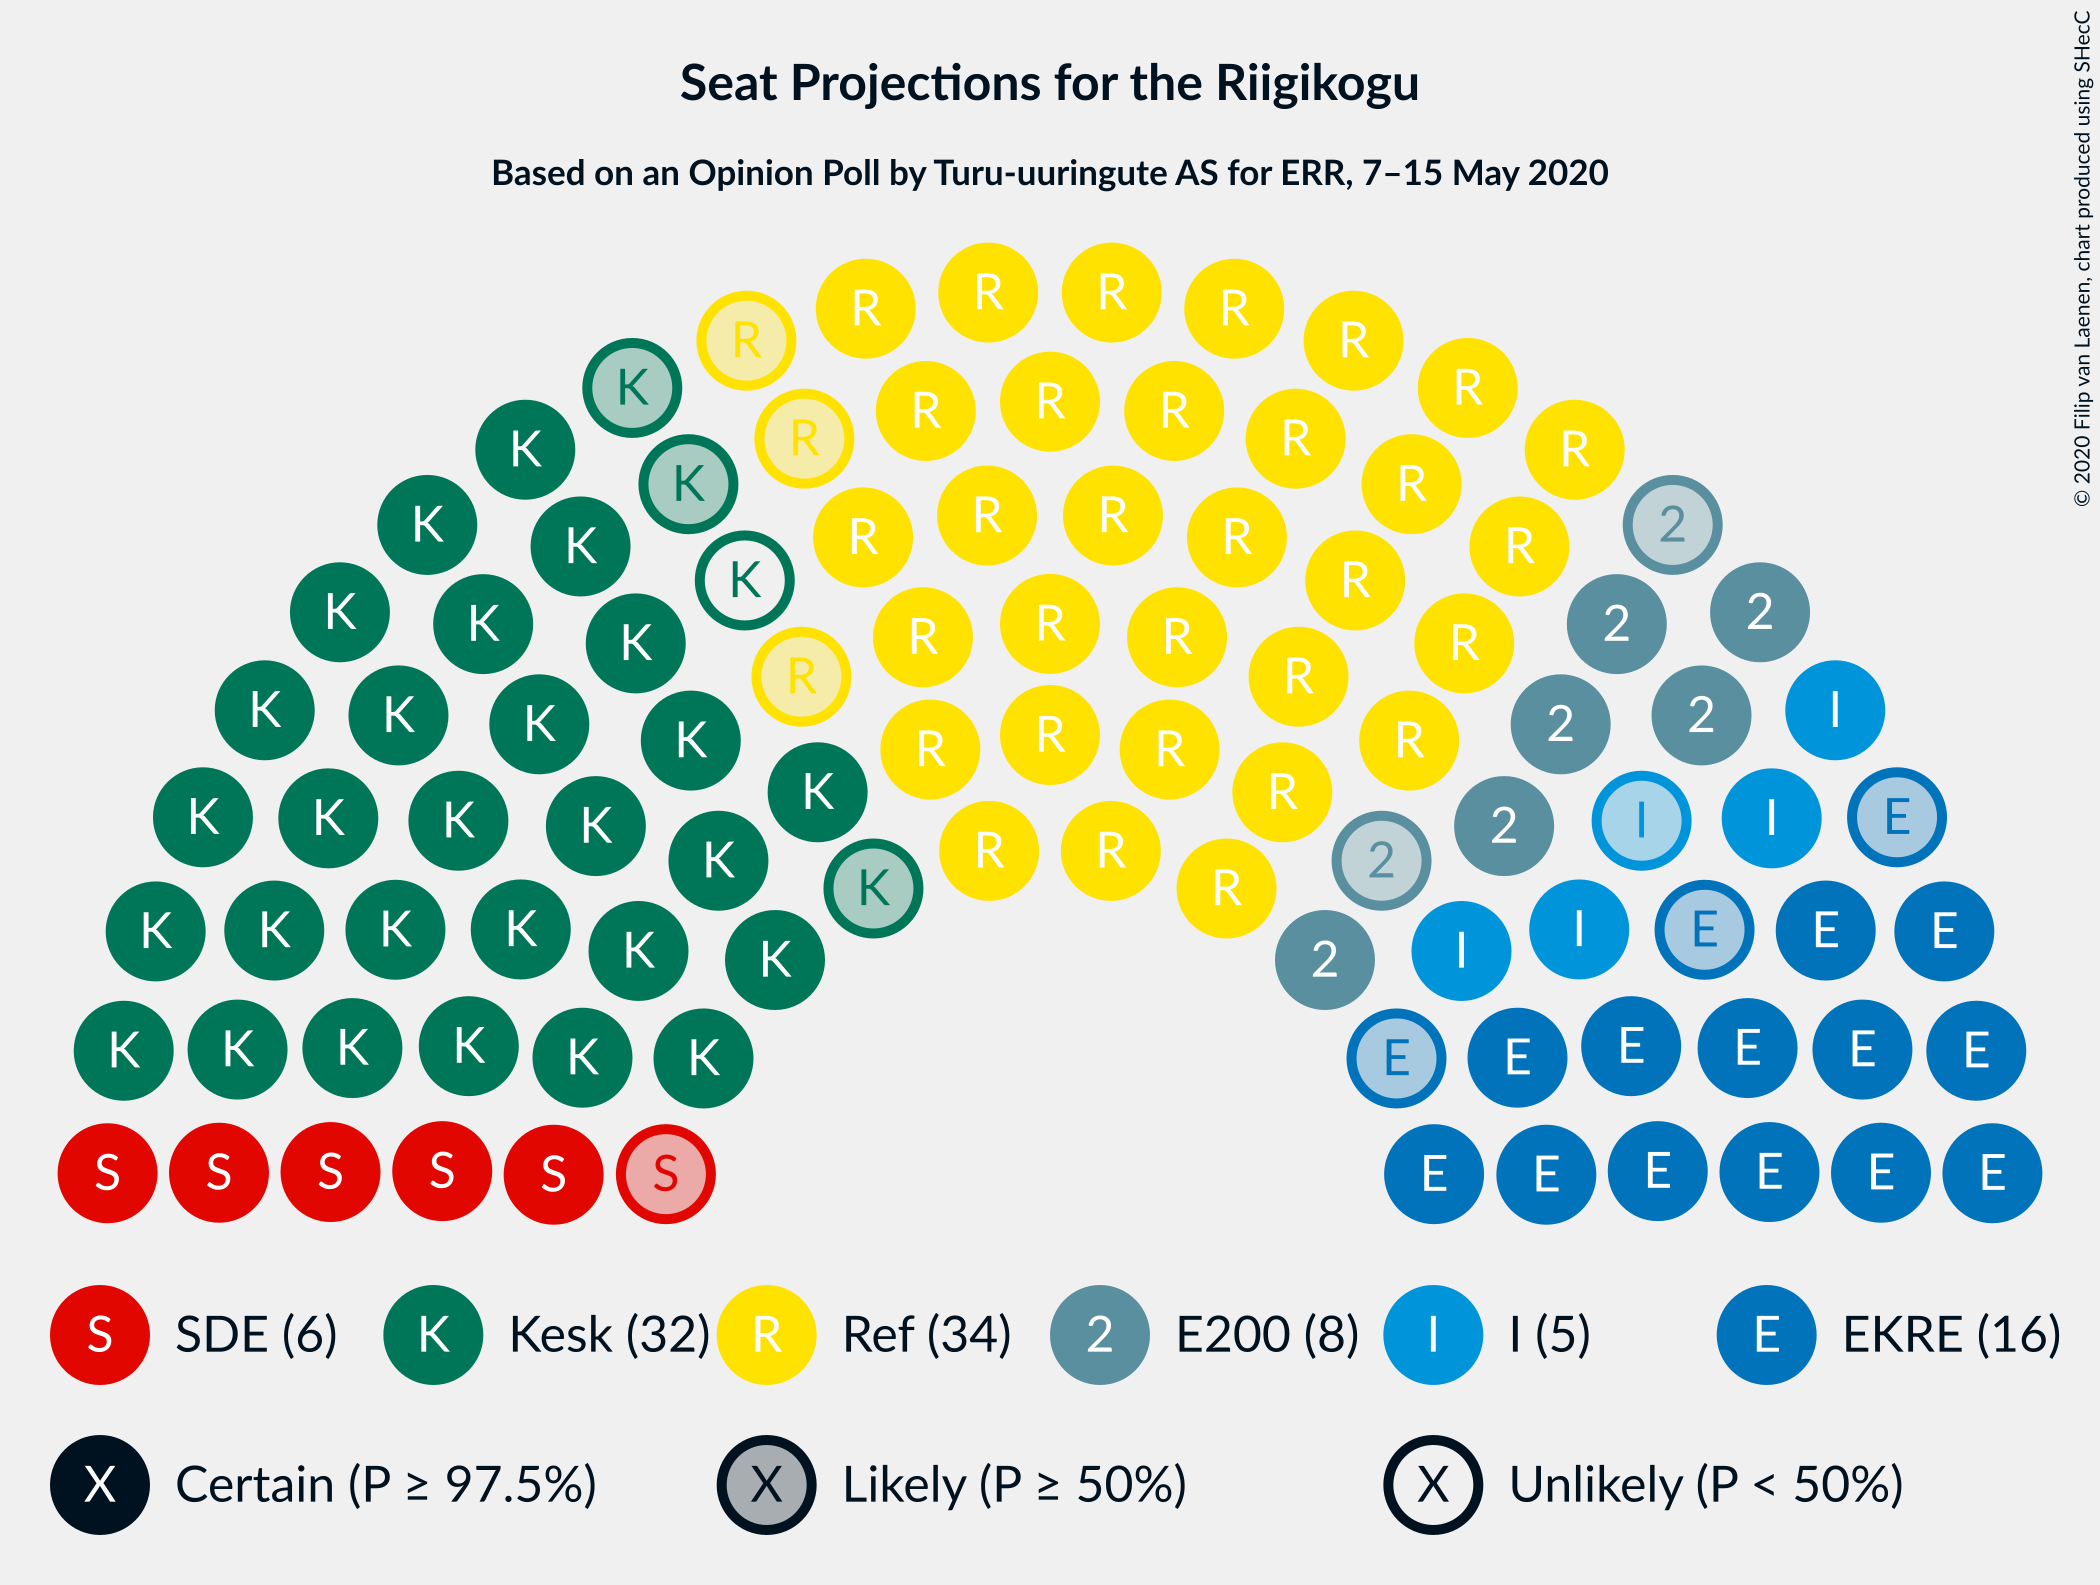 Seat Projections for the Riigikogu
Based on an Opinion Poll by Turu-uuringute AS for ERR, 7–15 May 2020
© 2020 Filip van Laenen, chart produced using SHecC
R R R R
R R R
K R R R
K R R R R R
K K R R 2
K R R R R R
K K K R R
K K K R R R R R 2 2
K K K K R R R R 2 2 I
K K K K K K R R R R 2 I I E
K K K R R R 2
K K K K K K 2 I I E E E
K K K K K K E E E E E E
S S S S S S E E E E E E
S SDE (6) K Kesk (32) R Ref (34) 2 E200 (8) I I (5) E EKRE (16)
X Certain (P ≥ 97.5%) X Likely (P ≥ 50%) X Unlikely (P < 50%)